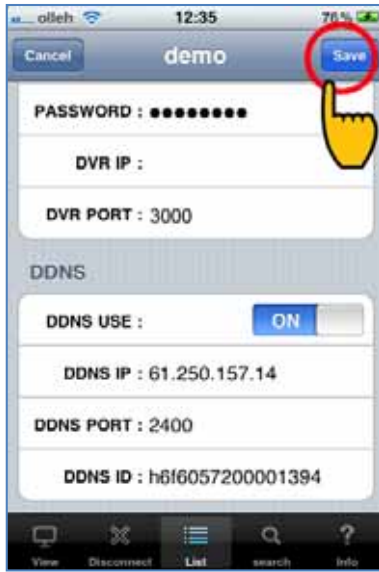 olleh 12:35 76%
Cancel demo Save
PASSWORD : ●●●●●●●●
DVR IP :
DVR PORT : 3000
DDNS
DDNS USE : ON
DDNS IP : 61.250.157.14
DDNS PORT : 2400
DDNS ID : h6f6057200001394
View Disconnect List search Info